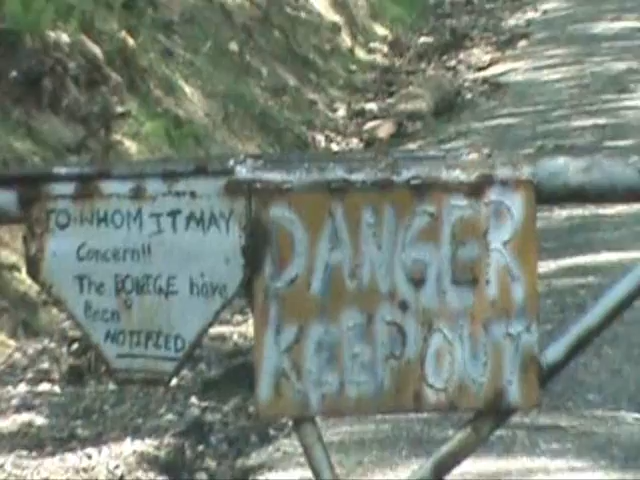 TO WHOM IT MAY
Concern!!
The POLICE have
Been
NOTIFIED
DANGER
KEEP OUT